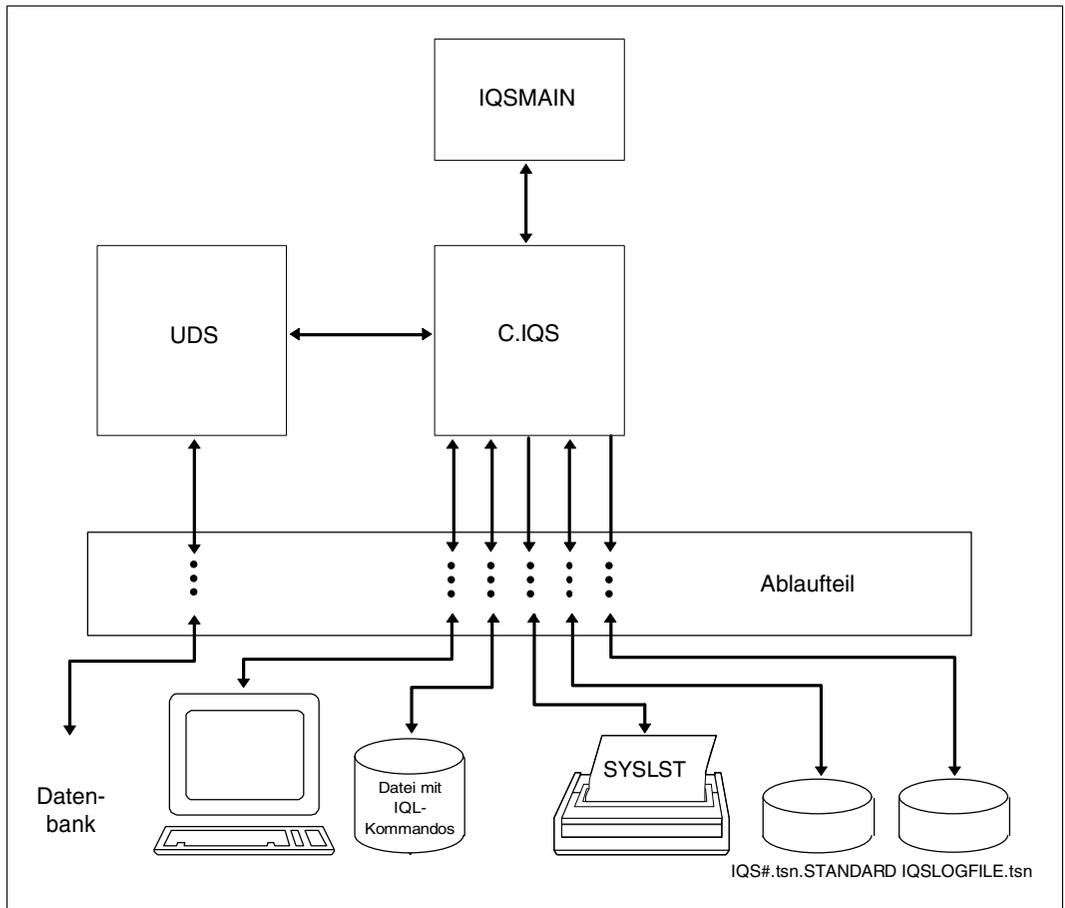 IQSMAIN
UDS
C.IQS
Ablaufteil
Daten-
bank
Datei mit
IQL-
Kommandos
SYSLST
IQS#.tsn.STANDARD IQSLOGFILE.tsn